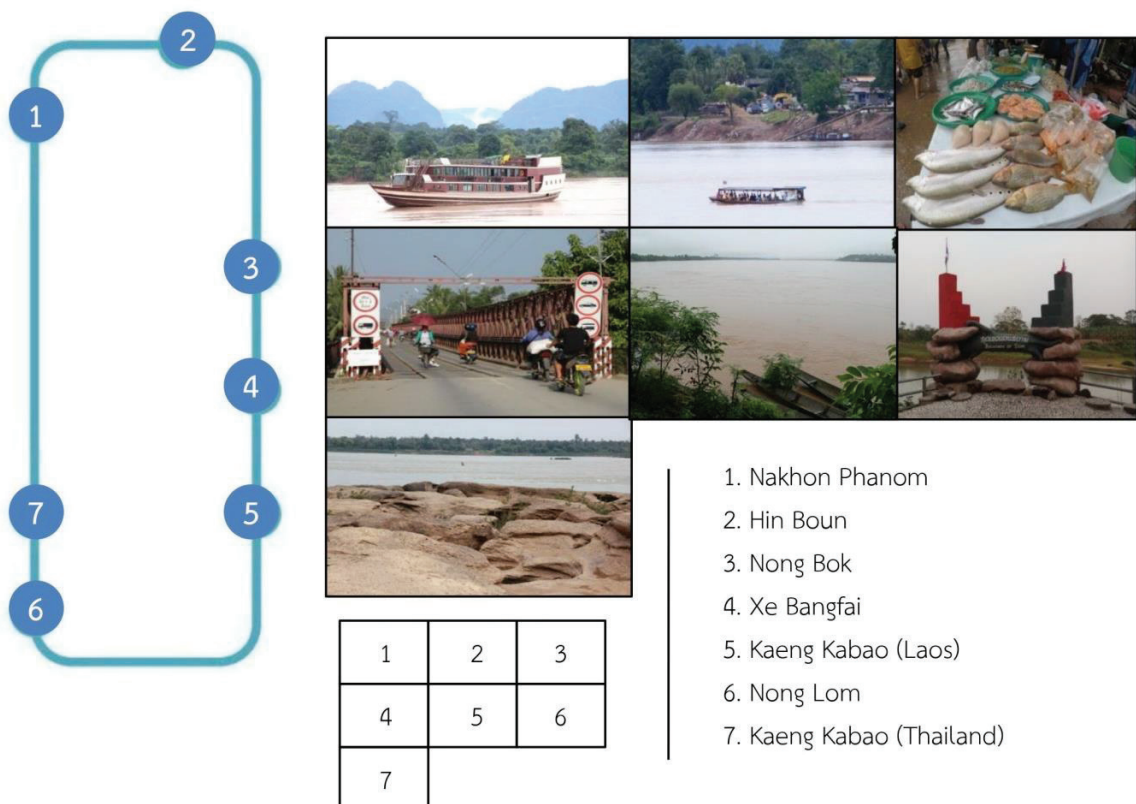 2
1
3
4
7
5
6
1 2 3
4 5 6
7
1. Nakhon Phanom
2. Hin Boun
3. Nong Bok
4. Xe Bangfai
5. Kaeng Kabao (Laos)
6. Nong Lom
7. Kaeng Kabao (Thailand)